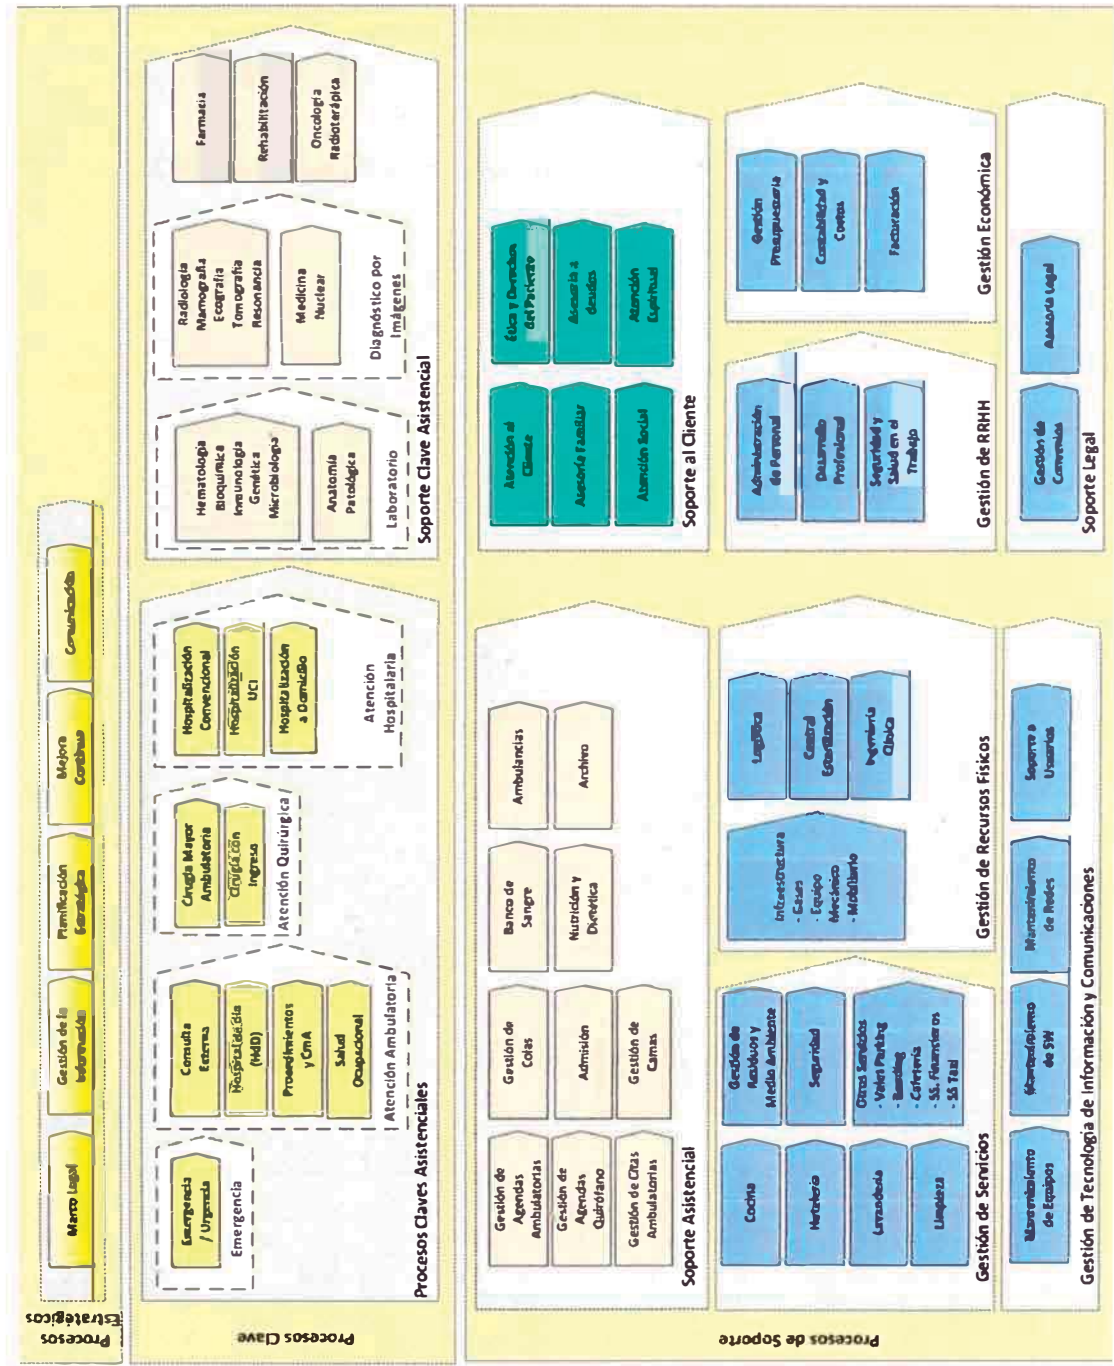 Procesos
Estratégicos
Marco Legal
Gestión de la
Información
Planificación
Estratégica
Mejora
Continua
Comunicación
Procesos Clave
Emergencia
/ Urgencia
Emergencia
Consulta
Externa
Hospital de día
(HdD)
Procedimientos
y CmA
Salud
Ocupacional
Atención Ambulatoria
Cirugía Mayor
Ambulatoria
Cirugía con
Ingreso
Atención Quirúrgica
Hospitalización
Convencional
Hospitalización
UCI
Hospitalización
a Domicilio
Atención
Hospitalaria
Procesos Claves Asistenciales
Hematología
Bioquímica
Inmunología
Genética
Microbiología
Anatomía
Patológica
Laboratorio
Radiología
Mamografía
Ecografía
Tomografía
Resonancia
Medicina
Nuclear
Diagnóstico por
Imágenes
Farmacia
Rehabilitación
Oncología
Radioterápica
Soporte Clave Asistencial
Procesos de Soporte
Gestión de
Agendas
Ambulatorias
Gestión de
Agendas
Quirófano
Gestión de Citas
Ambulatorias
Gestión de
Colas
Admisión
Gestión de
Camas
Banco de
Sangre
Nutrición y
Dietética
Ambulancias
Archivo
Soporte Asistencial
Atención al
Cliente
Asesoría Familiar
Atención Social
Ética y Derechos
del Paciente
Asesoría a
deudos
Atención
Espiritual
Soporte al Cliente
Cocina
Hotelería
Lavandería
Limpieza
Gestión de
Residuos y
Medio Ambiente
Seguridad
Otros Servicios
- Valet Parking
- Cafetería
- SS. Financieros
- SS Taxi
Gestión de Servicios
Infraestructura
- Gases
- Equipo
Mecánico
- Mobiliario
Logística
Central
Esterilización
Ingeniería
Clínica
Gestión de Recursos Físicos
Administración
de Personal
Desarrollo
Profesional
Seguridad y
Salud en el
Trabajo
Gestión de RRHH
Gestión
Presupuestaria
Contabilidad y
Costos
Facturación
Gestión Económica
Mantenimiento
de Equipos
Mantenimiento
de SW
Mantenimiento
de Redes
Soporte a
Usuarios
Gestión de Tecnología de Información y Comunicaciones
Gestión de
Convenios
Asesoría Legal
Soporte Legal